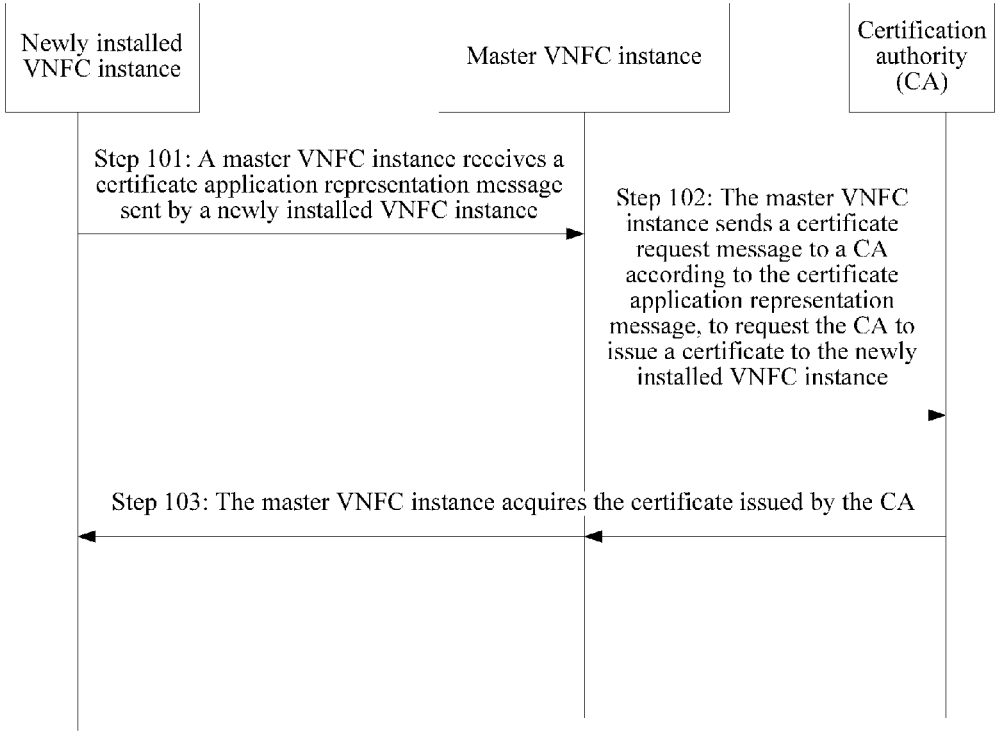 Newly installed
VNFC instance
Master VNFC instance
Certification
authority
(CA)
Step 101: A master VNFC instance receives a
certificate application representation message
sent by a newly installed VNFC instance
Step 102: The master VNFC
instance sends a certificate
request message to a CA
according to the certificate
application representation
message, to request the CA to
issue a certificate to the newly
installed VNFC instance
Step 103: The master VNFC instance acquires the certificate issued by the CA